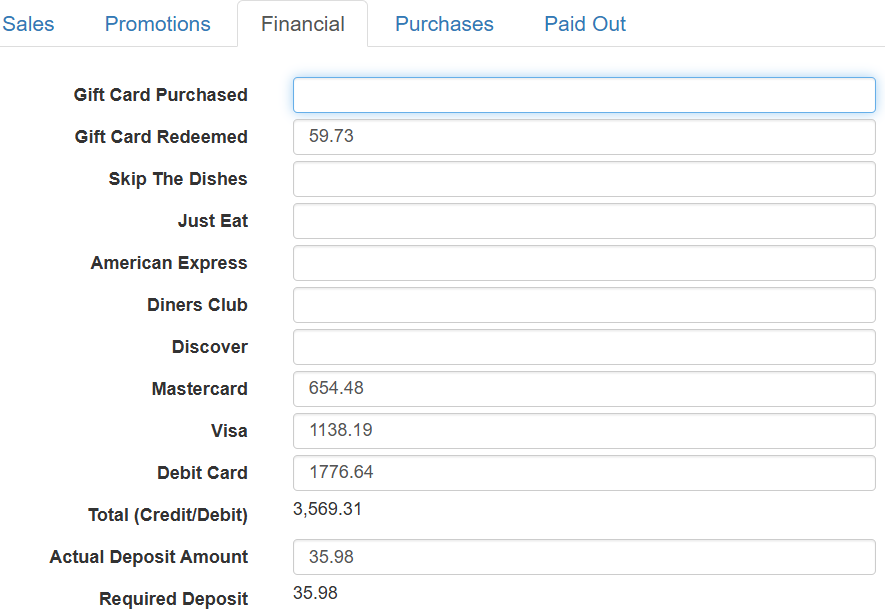 Sales Promotions Financial Purchases Paid Out
Gift Card Purchased
Gift Card Redeemed 59.73
Skip The Dishes
Just Eat
American Express
Diners Club
Discover
Mastercard 654.48
Visa 1138.19
Debit Card 1776.64
Total (Credit/Debit) 3,569.31
Actual Deposit Amount 35.98
Required Deposit 35.98